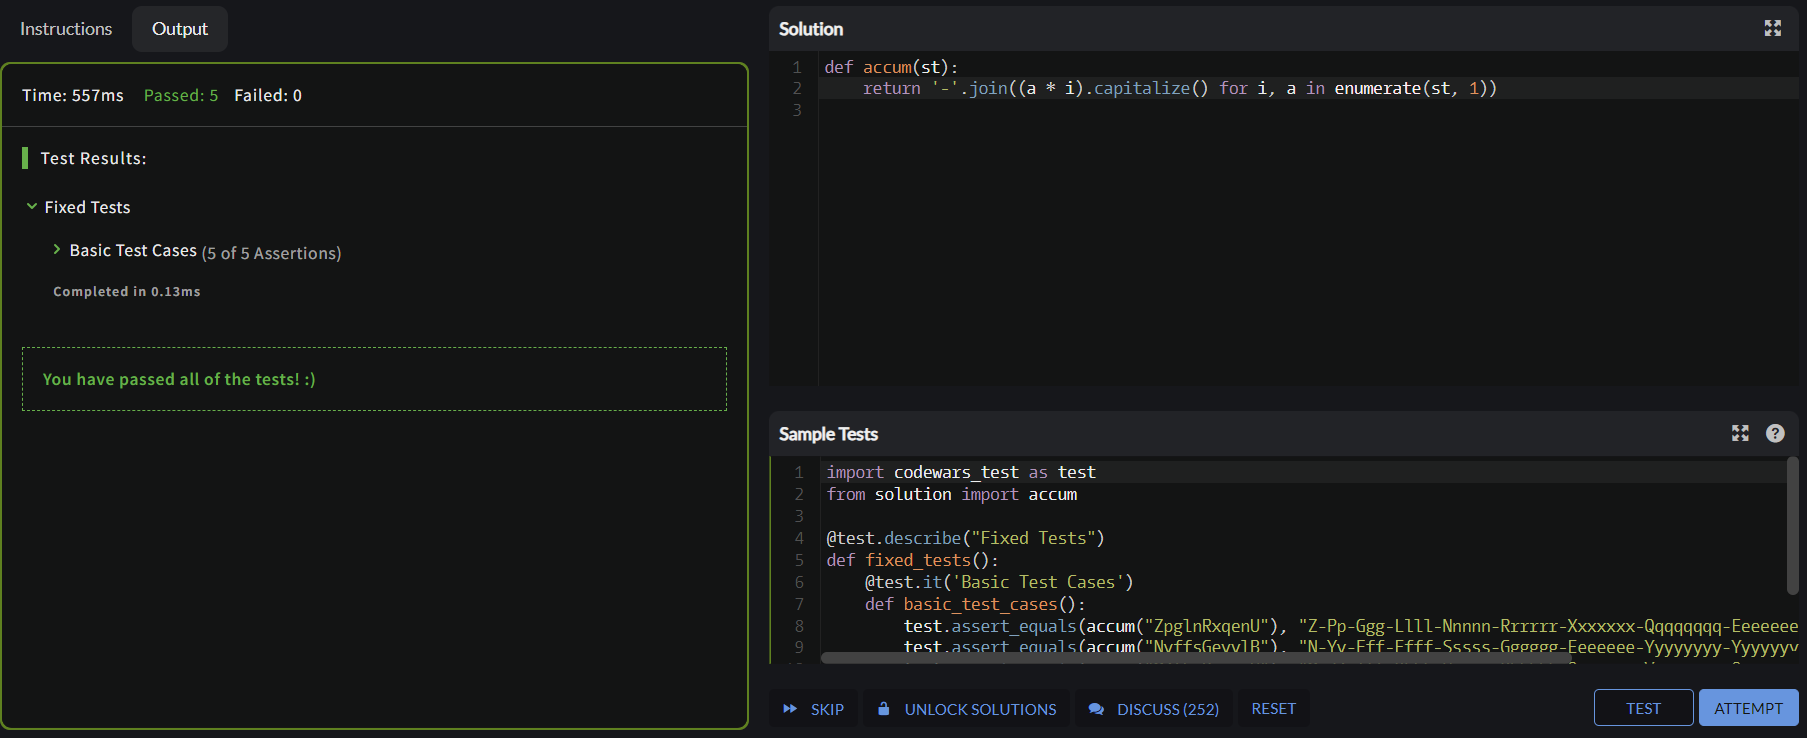 Instructions
Output
Time: 557ms Passed: 5 Failed: 0
Test Results:
Fixed Tests
Basic Test Cases (5 of 5 Assertions)
Completed in 0.13ms
You have passed all of the tests! :)
Solution
1 def accum(st):
2     return '-'.join((a * i).capitalize() for i, a in enumerate(st, 1))
3
Sample Tests
?
1 import codewars_test as test
2 from solution import accum
3
4 @test.describe("Fixed Tests")
5 def fixed_tests():
6     @test.it('Basic Test Cases')
7     def basic_test_cases():
8         test.assert_equals(accum("ZpglnRxqenU"), "Z-Pp-Ggg-Llll-Nnnnn-Rrrrrr-Xxxxxxx-Qqqqqqqq-Eeeeeee
9         test.assert_equals(accum("NyffsGeyylB"), "N-Yy-Fff-Ffff-Sssss-Gggggg-Eeeeeee-Yyyyyyyy-Yyyyyyy
SKIP
UNLOCK SOLUTIONS
DISCUSS (252)
RESET
TEST
ATTEMPT